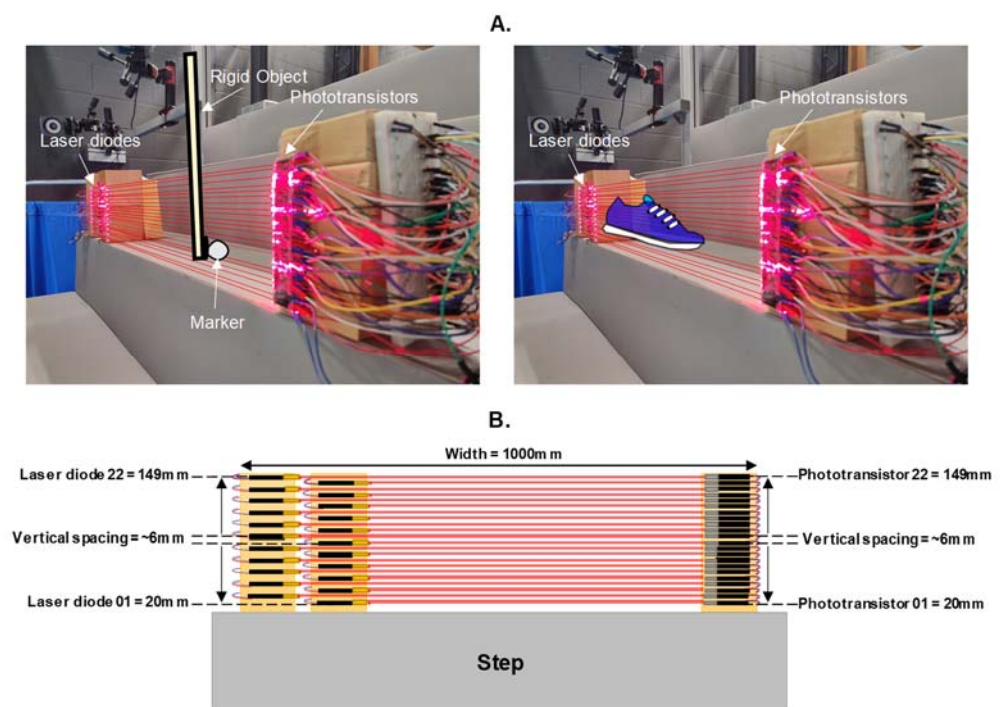 A.
Rigid Object
Phototransistors
Laser diodes
Marker
Phototransistors
Laser diodes
B.
Width = 1000mm
Laser diode 22 = 149mm
Phototransistor 22 = 149mm
Vertical spacing = ~6mm
Vertical spacing = ~6mm
Laser diode 01 = 20mm
Phototransistor 01 = 20mm
Step